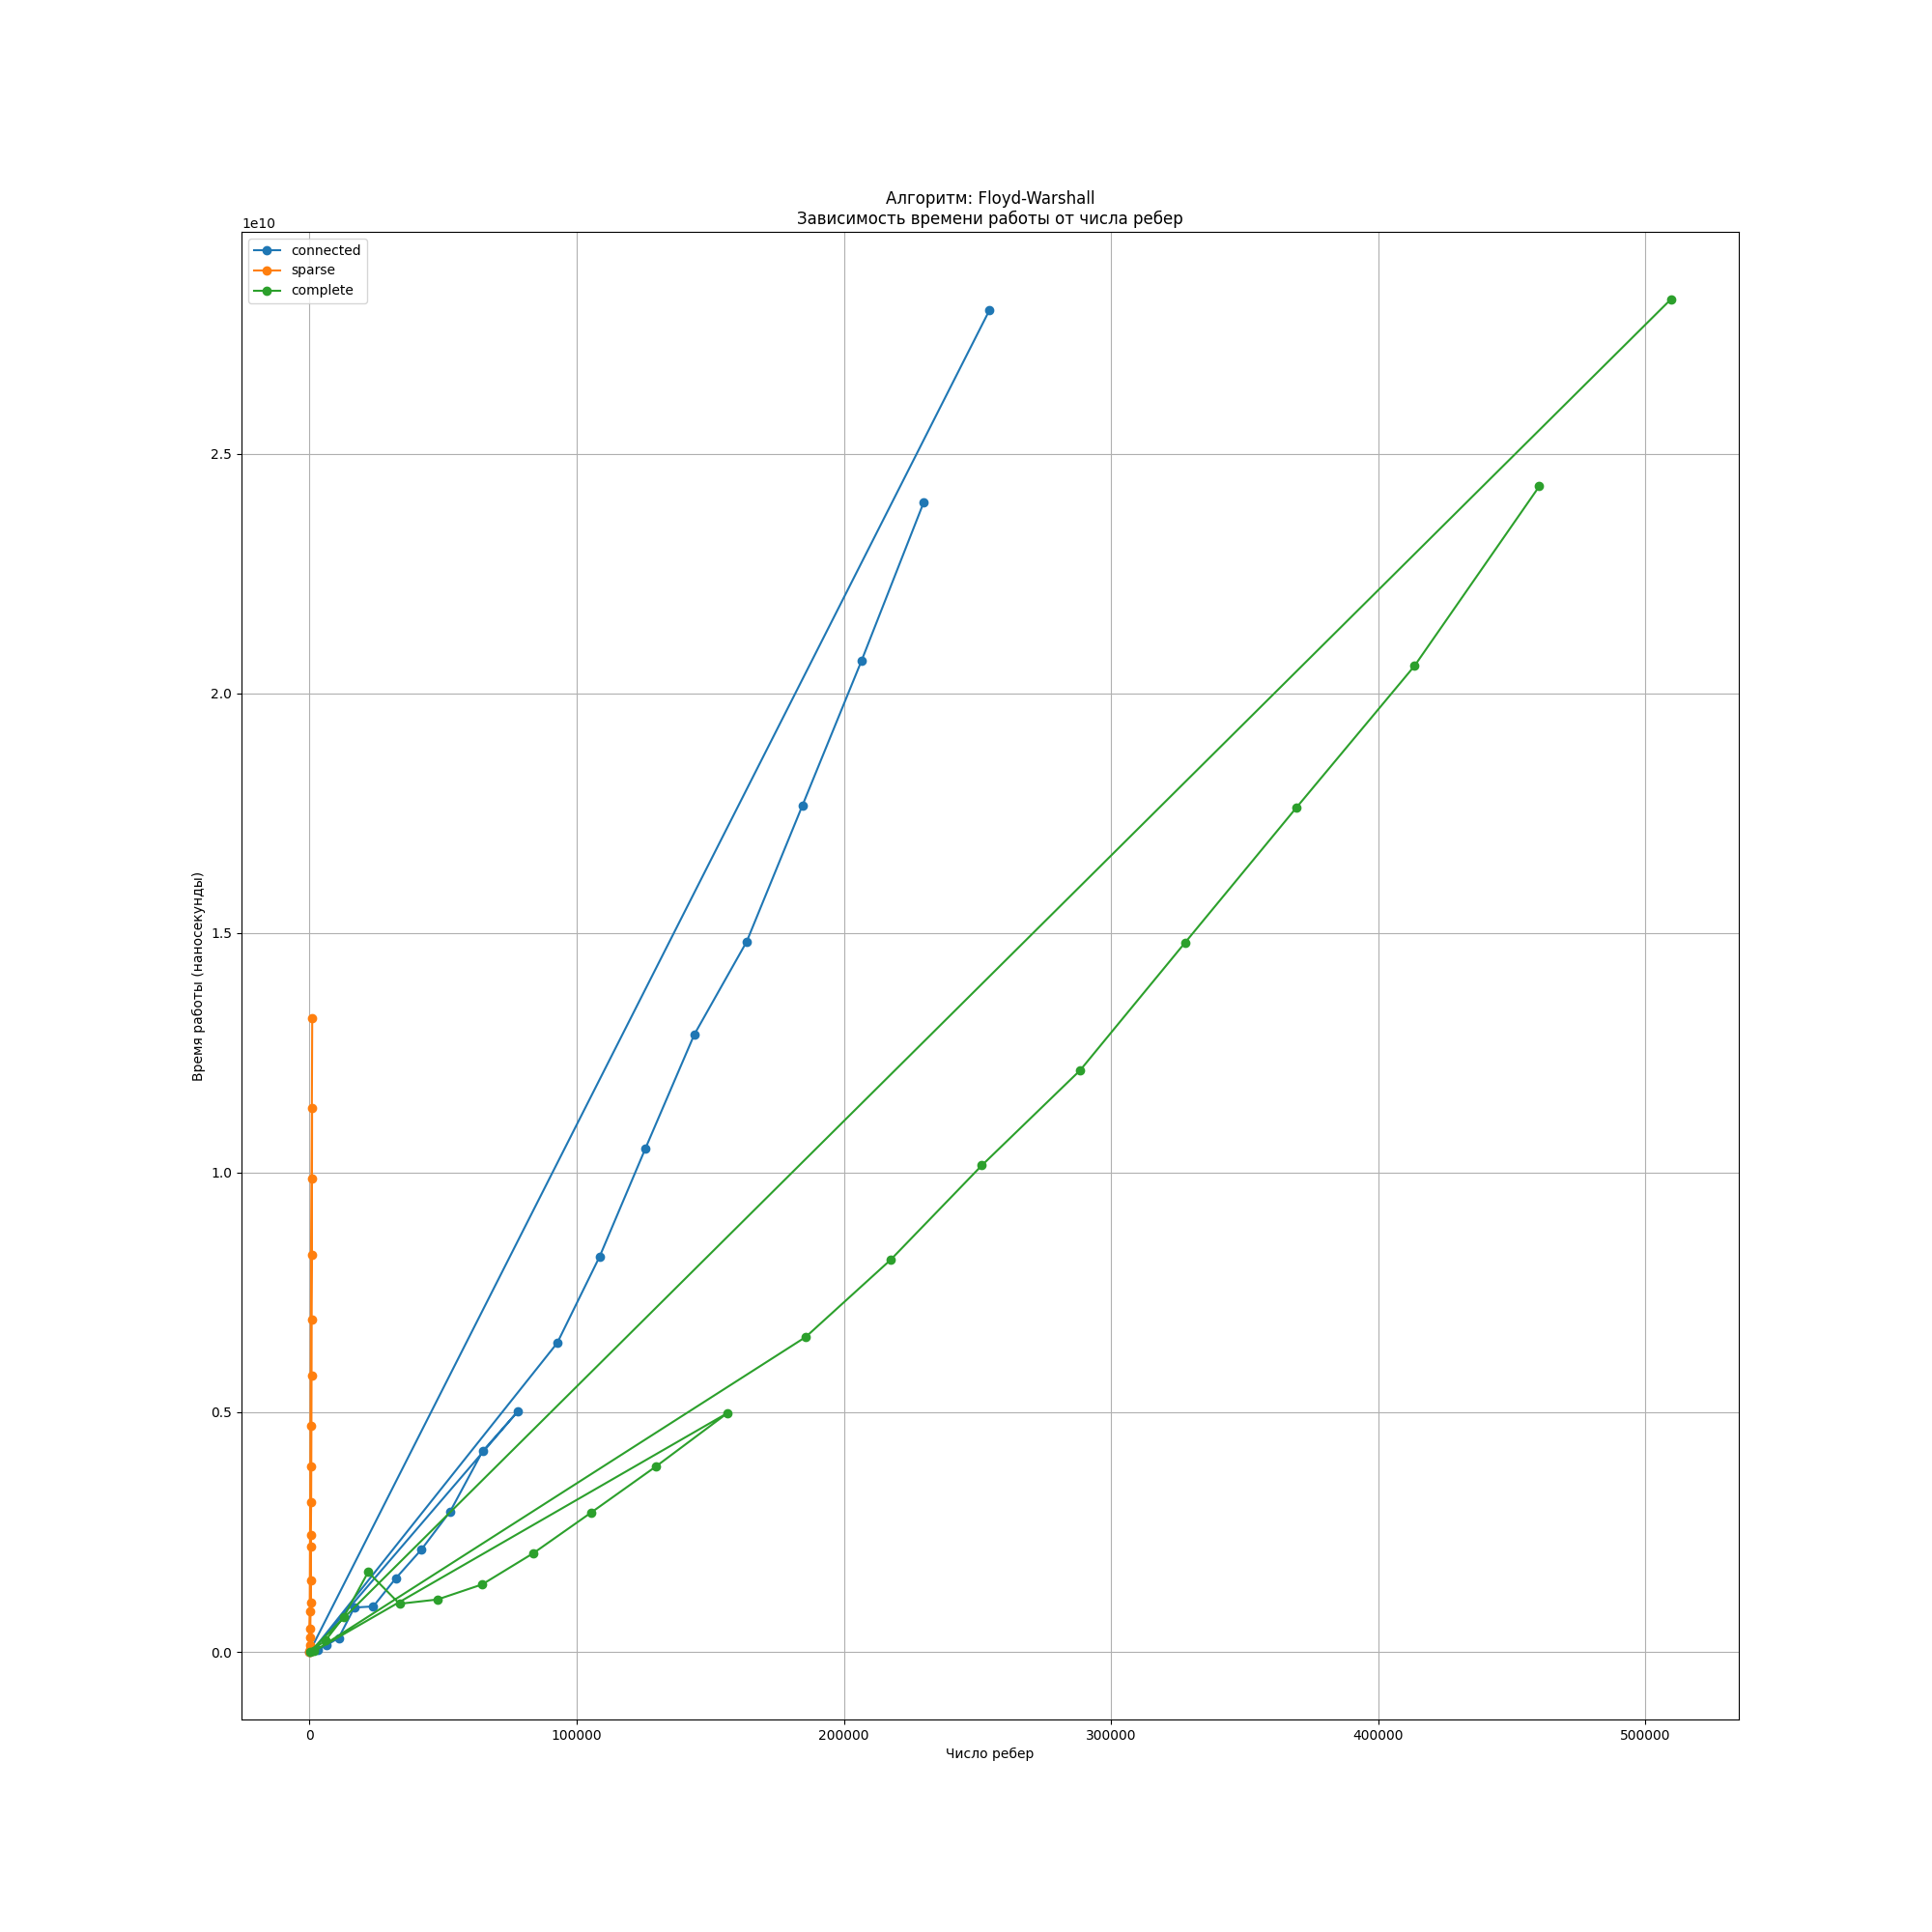 Алгоритм: Floyd-Warshall
Зависимость времени работы от числа ребер
1e10
connected
sparse
complete
2.5
2.0
1.5
1.0
0.5
0.0
Время работы (наносекунды)
0 100000 200000 300000 400000 500000
Число ребер